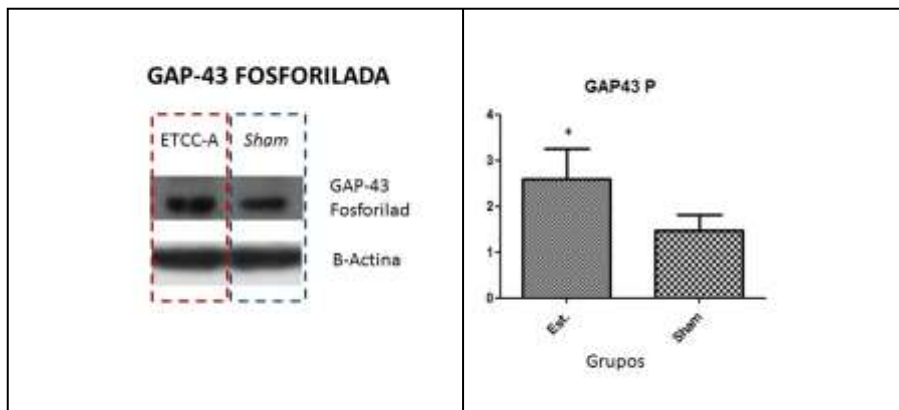 GAP-43 FOSFORILADA
ETCC-A
Sham
GAP-43
Fosforilad
B-Actina
GAP43 P
4
3
2
1
0
*
Est.
Sham
Grupos